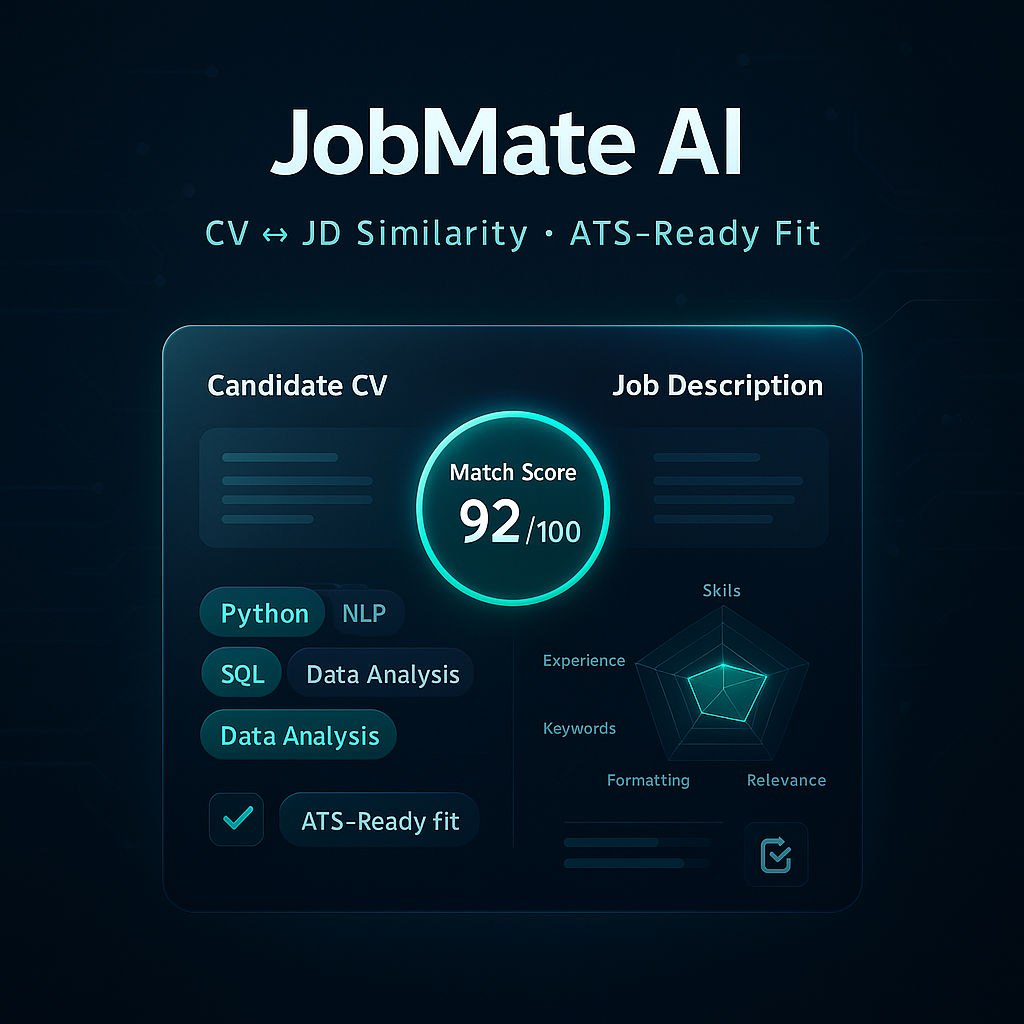 JobMate AI
CV ↔ JD Similarity • ATS-Ready Fit
Candidate CV
Job Description
Match Score
92/100
Python
NLP
SQL
Data Analysis
Data Analysis
ATS-Ready fit
Skils
Experience
Keywords
Formatting
Relevance